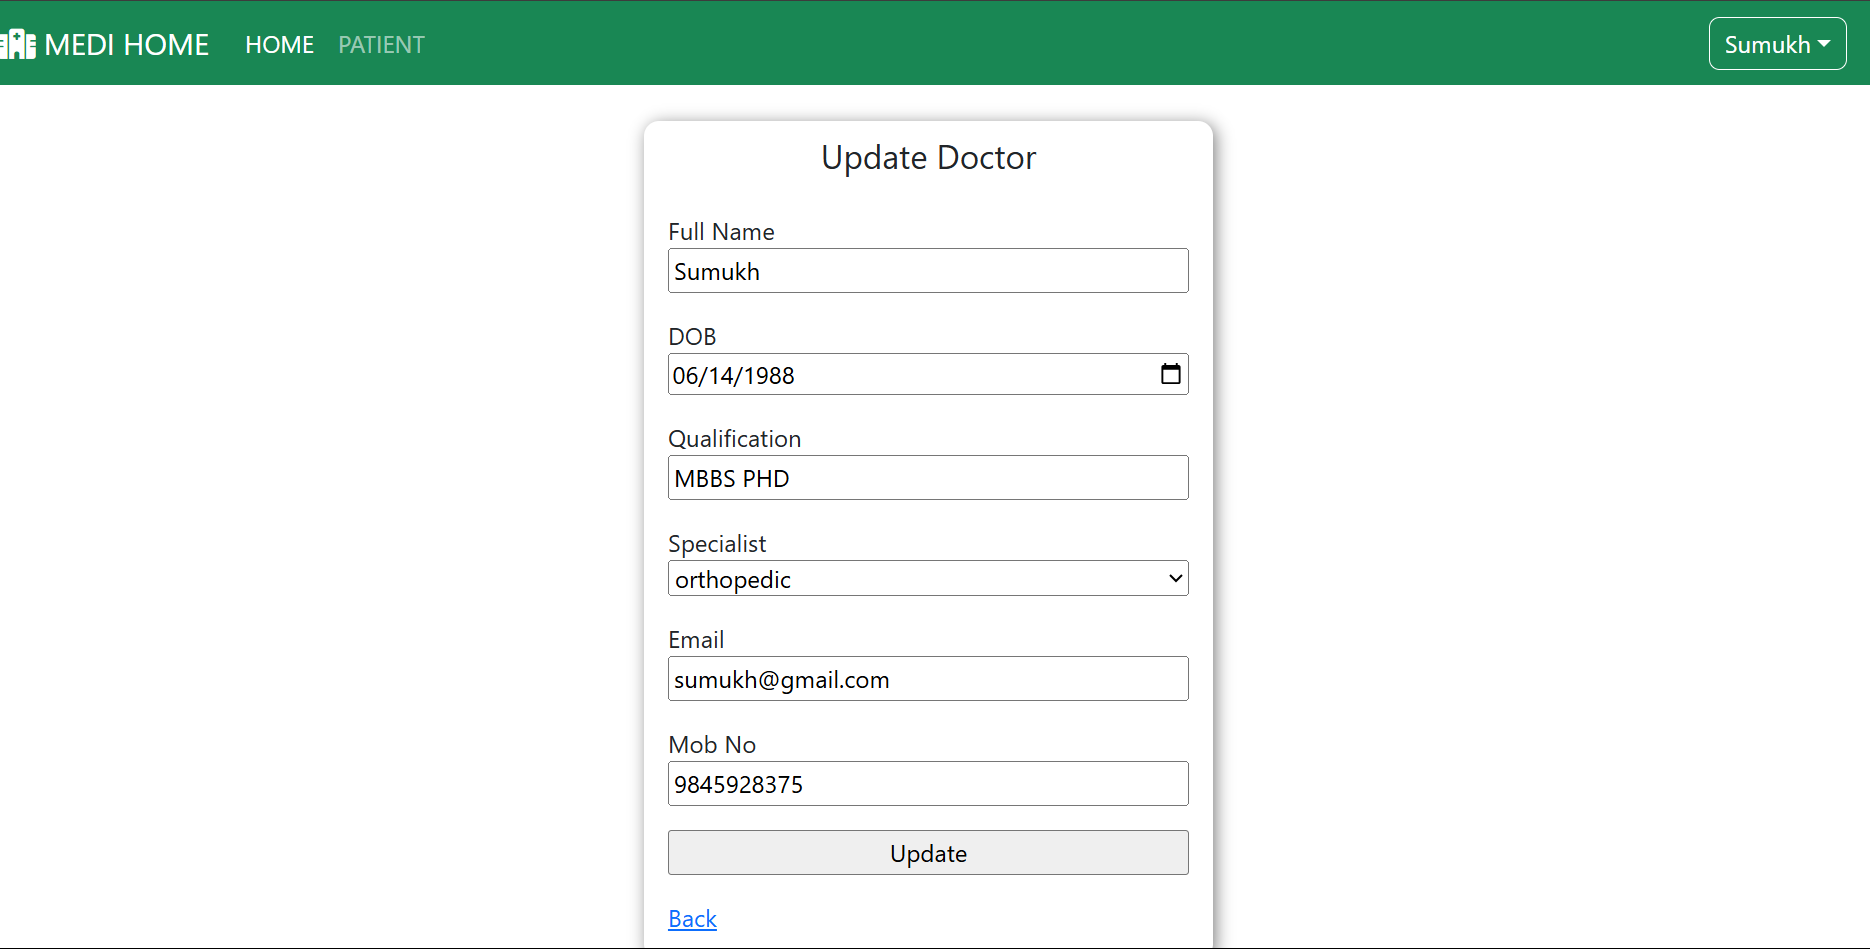 MEDI HOME HOME PATIENT Sumukh
Update Doctor
Full Name
Sumukh
DOB
06/14/1988
Qualification
MBBS PHD
Specialist
orthopedic
Email
sumukh@gmail.com
Mob No
9845928375
Update
Back